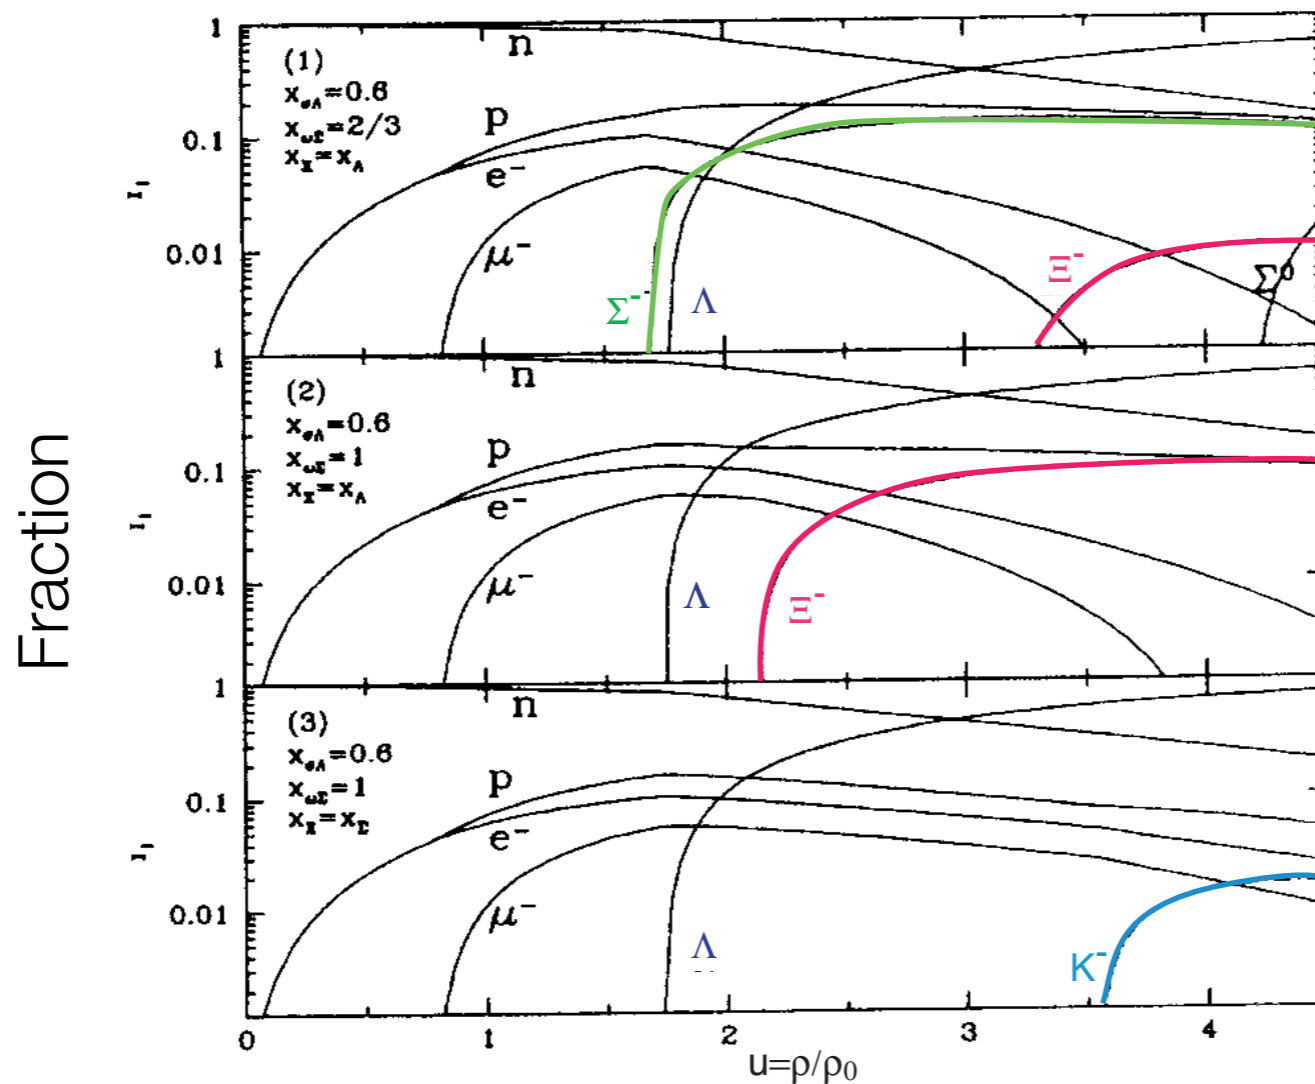 Fraction
1
0.1
0.01
(1)
x_σΛ=0.6
x_ωΣ=2/3
x_Ξ=x_Λ
n
p
e⁻
μ⁻
Σ⁻
Λ
Ξ⁻
Σ⁰
1
0.1
0.01
(2)
x_σΛ=0.6
x_ωΣ=1
x_Ξ=x_Λ
n
p
e⁻
μ⁻
Λ
Ξ⁻
1
0.1
0.01
(3)
x_σΛ=0.6
x_ωΣ=1
x_Ξ=x_Σ
n
p
e⁻
μ⁻
Λ
K⁻
0 1 2 3 4
u=ρ/ρ₀